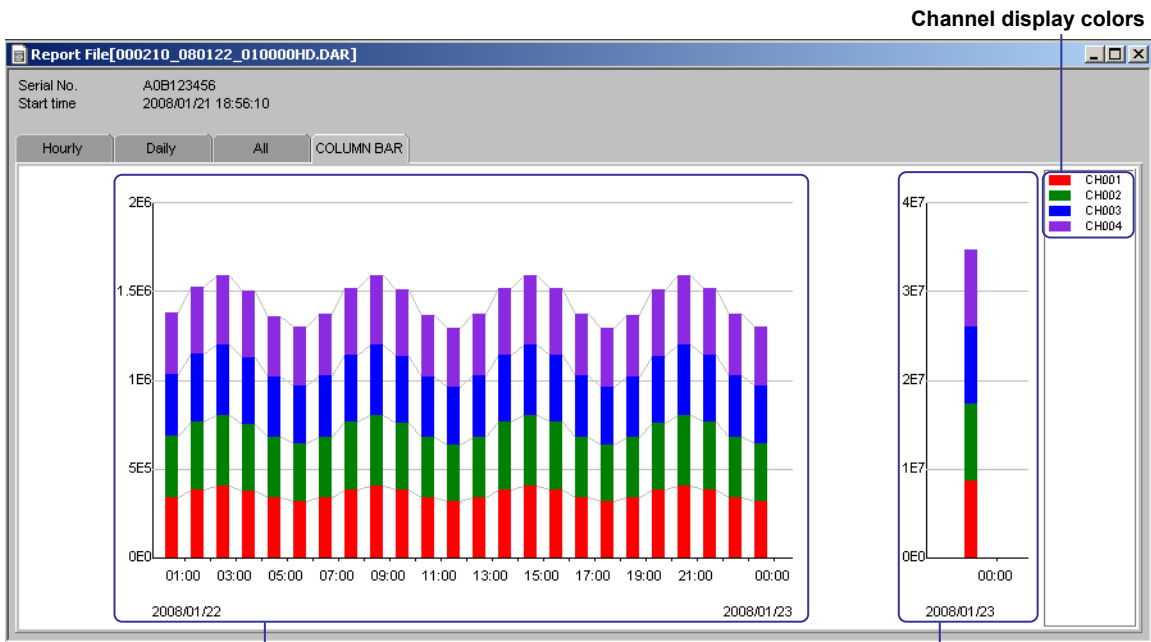 Channel display colors
Report File[000210_080122_010000HD.DAR]
Serial No. A0B123456
Start time 2008/01/21 18:56:10
Hourly Daily All COLUMN BAR
2E6
1.5E6
1E6
5E5
0E0
01:00 03:00 05:00 07:00 09:00 11:00 13:00 15:00 17:00 19:00 21:00 00:00
2008/01/22 2008/01/23
4E7
3E7
2E7
1E7
0E0
00:00
2008/01/23
CH001
CH002
CH003
CH004